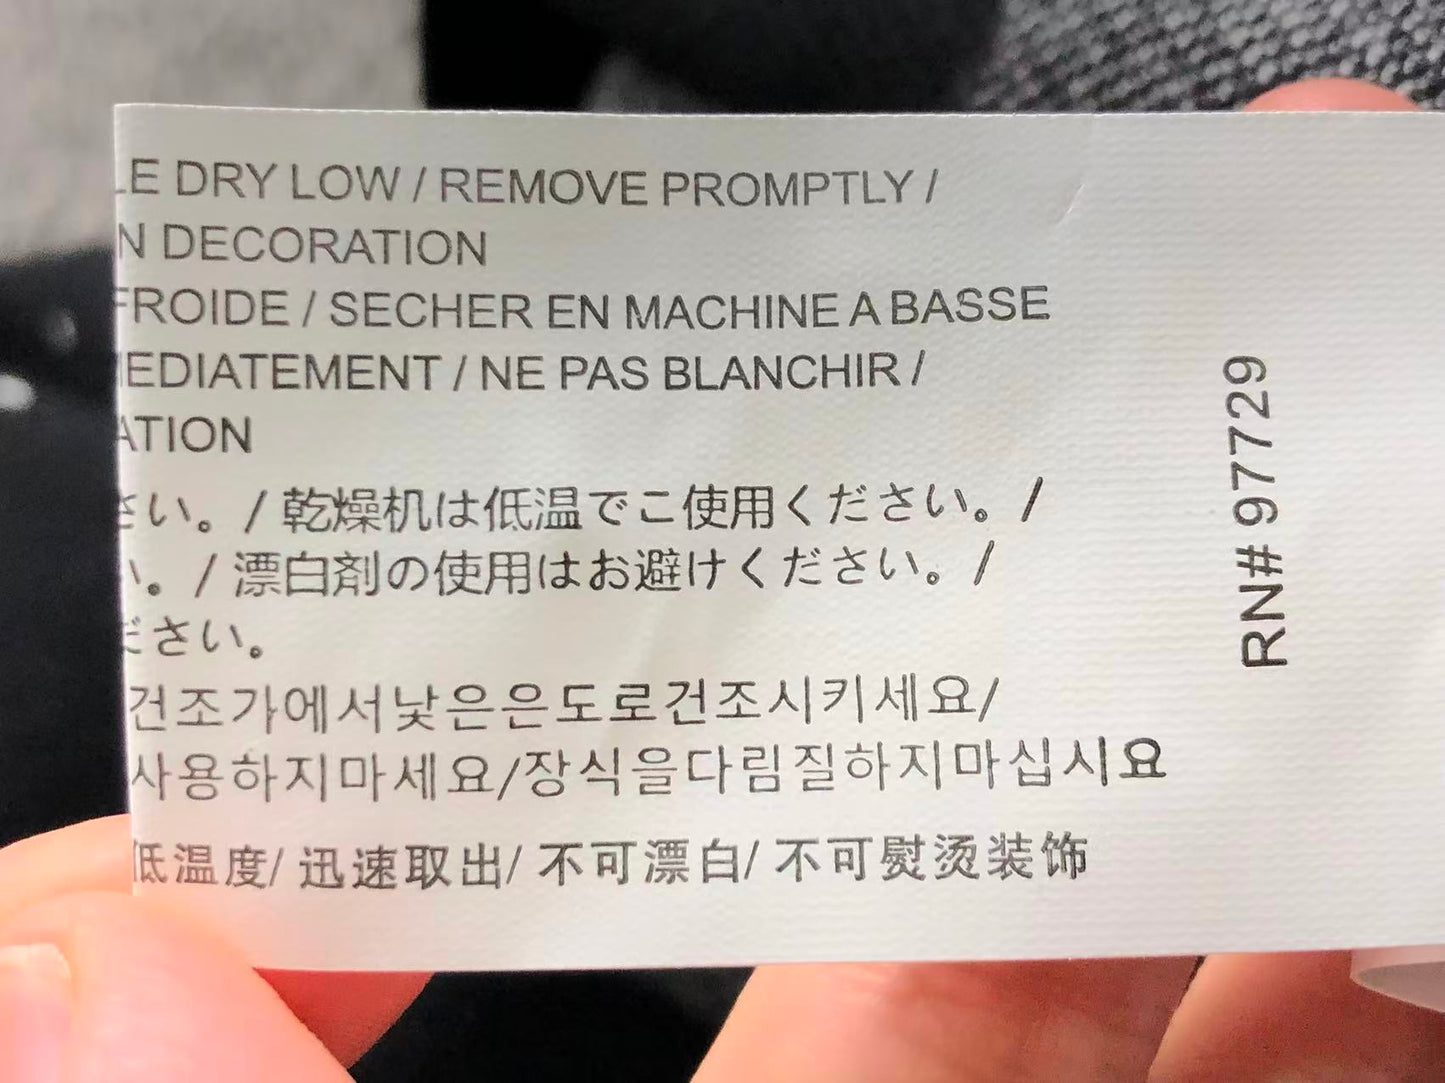 E DRY LOW / REMOVE PROMPTLY /
N DECORATION
FROIDE / SECHER EN MACHINE A BASSE
EDIATEMENT / NE PAS BLANCHIR /
ATION
さい。/ 乾燥机は低温でこ使用ください。/
い。/ 漂白剤の使用はお避けください。/
ださい。
건조가에서낮은은도로건조시키세요/
사용하지마세요/장식을다림질하지마십시요
低温度/ 迅速取出/ 不可漂白/ 不可熨烫装饰
RN# 97729